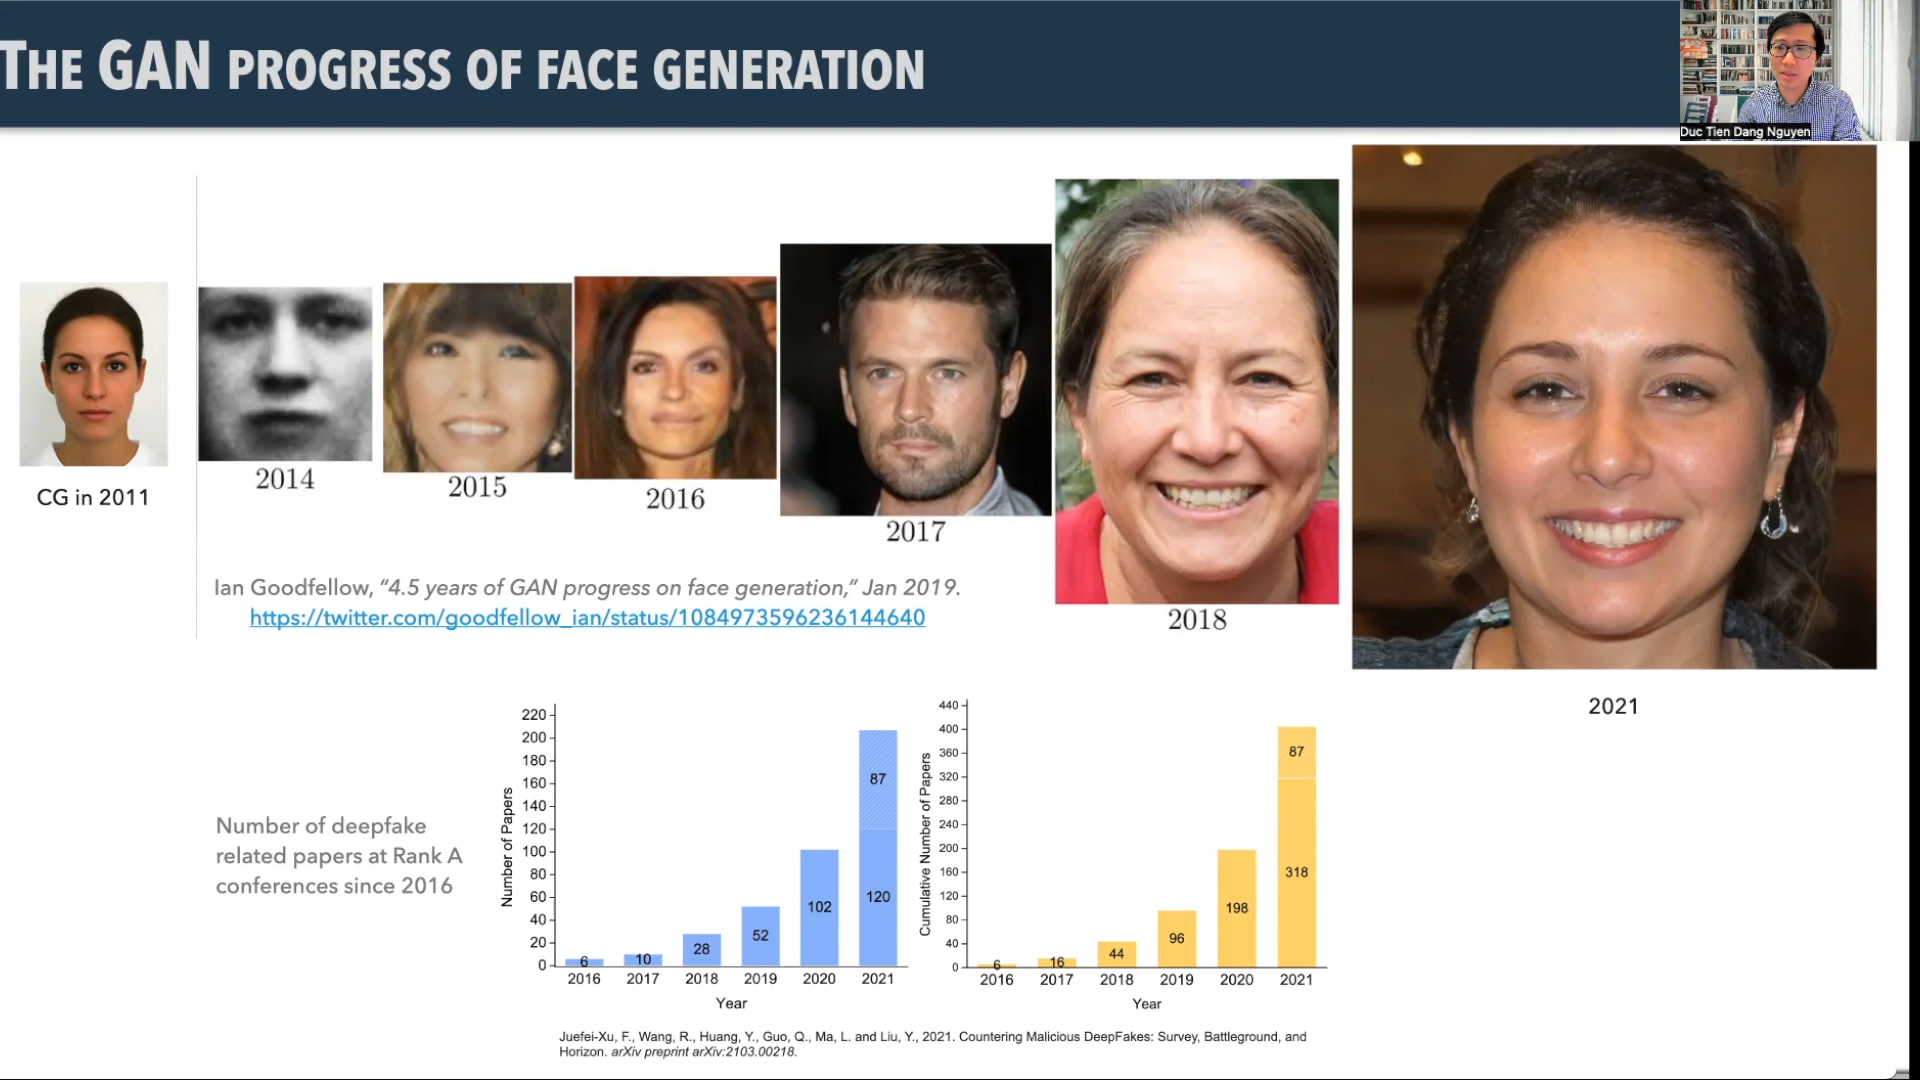 THE GAN PROGRESS OF FACE GENERATION
Duc Tien Dang Nguyen
CG in 2011
2014
2015
2016
2017
2018
2021
Ian Goodfellow, “4.5 years of GAN progress on face generation,” Jan 2019.
https://twitter.com/goodfellow_ian/status/1084973596236144640
Number of deepfake
related papers at Rank A
conferences since 2016
Number of Papers
220
200
180
160
140
120
100
80
60
40
20
0
6
10
28
52
102
87
120
2016 2017 2018 2019 2020 2021
Year
Cumulative Number of Papers
440
400
360
320
280
240
200
160
120
80
40
0
6
16
44
96
198
87
318
2016 2017 2018 2019 2020 2021
Year
Juefei-Xu, F., Wang, R., Huang, Y., Guo, Q., Ma, L. and Liu, Y., 2021. Countering Malicious DeepFakes: Survey, Battleground, and
Horizon. arXiv preprint arXiv:2103.00218.